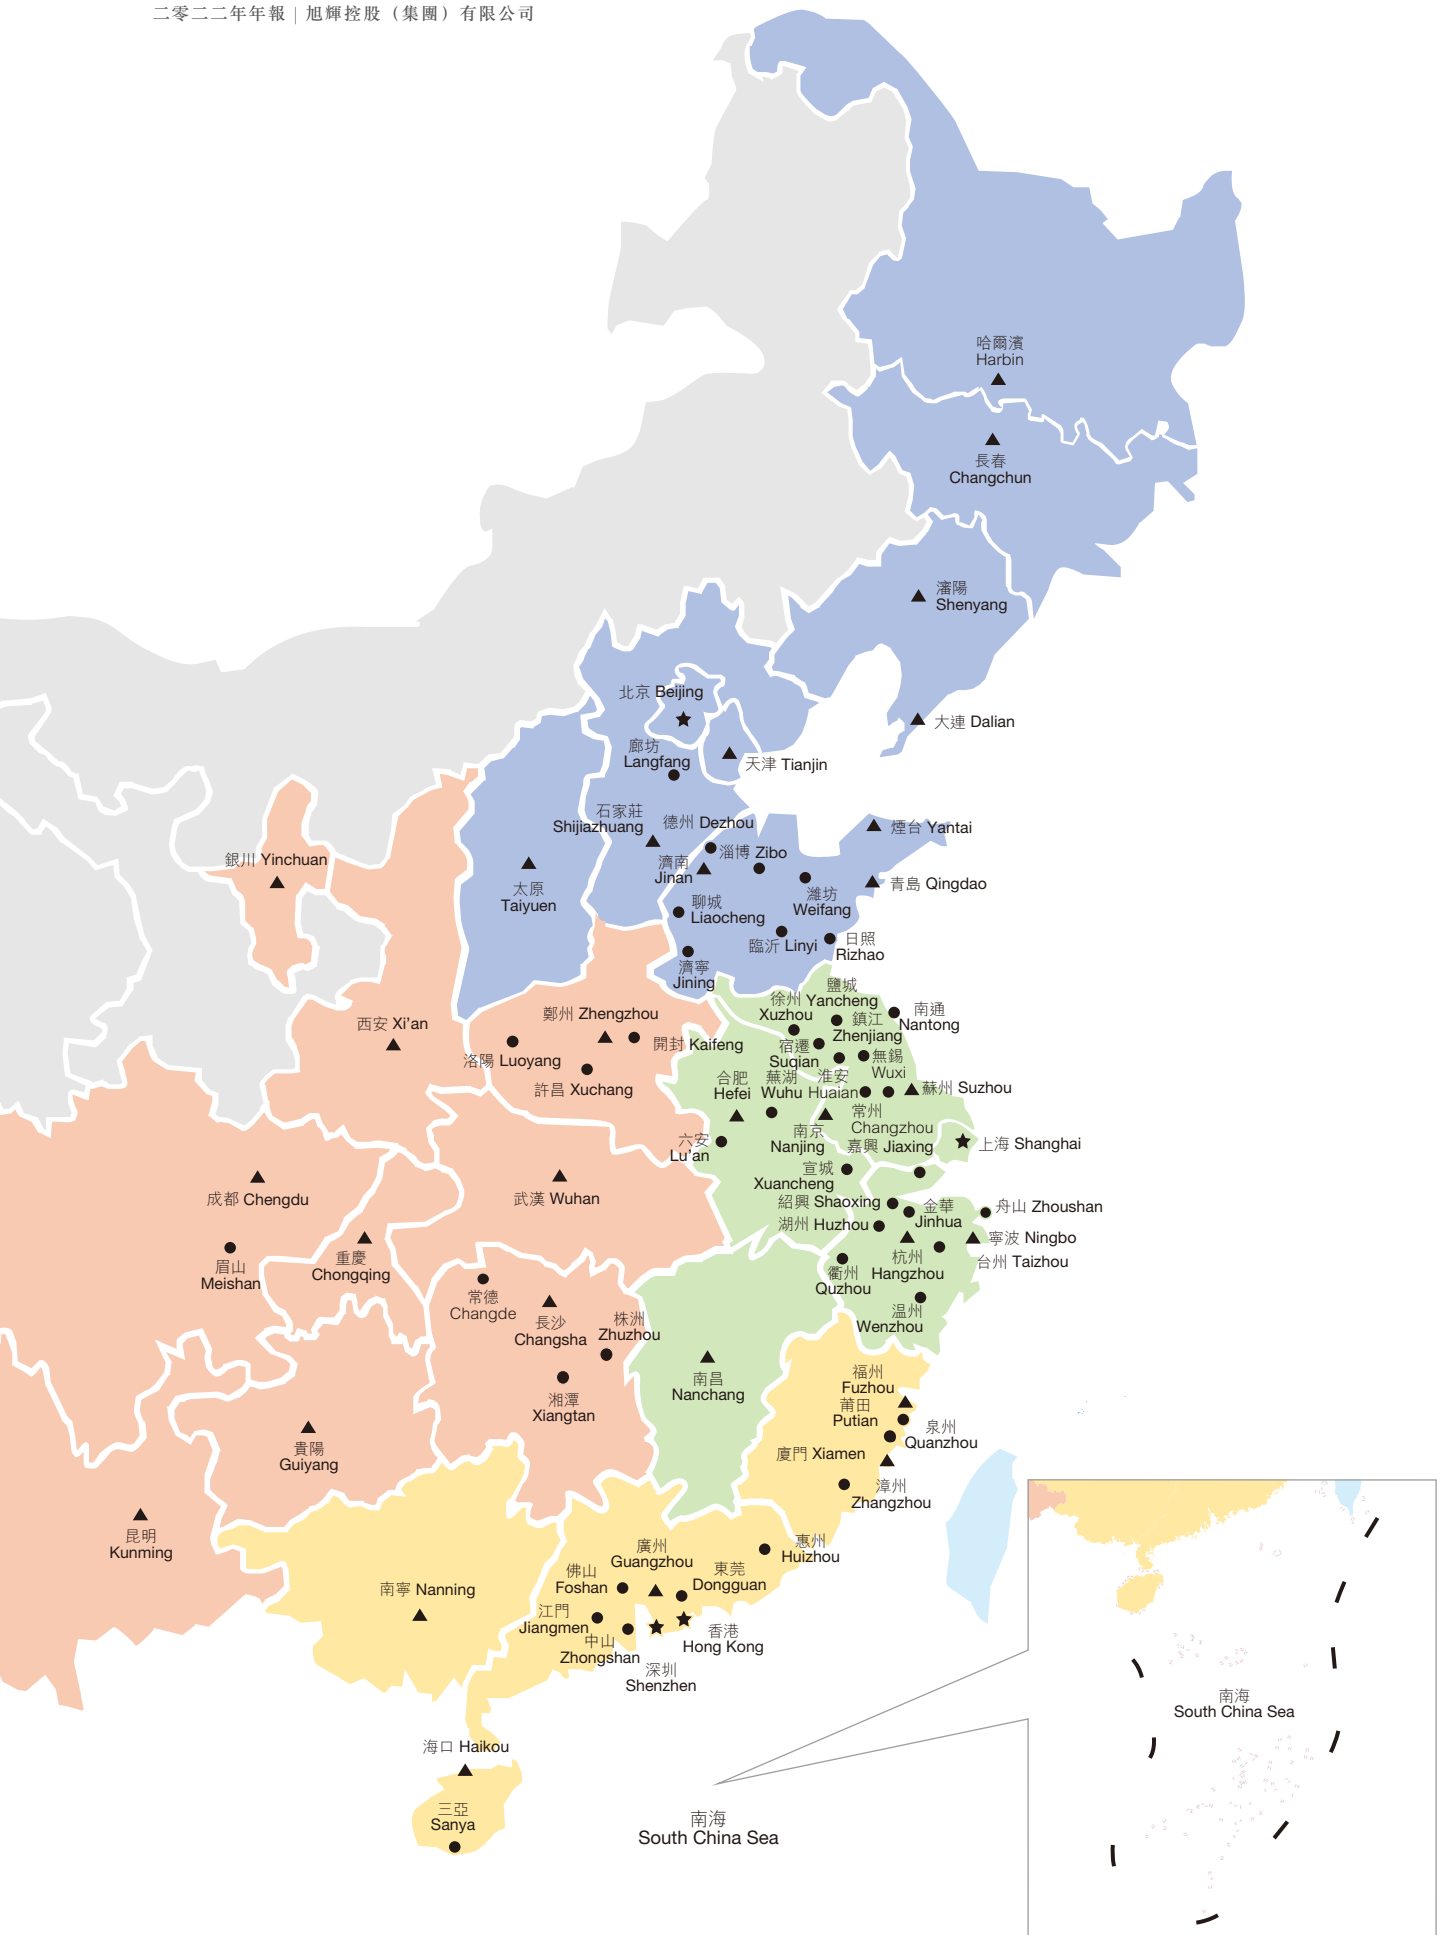 二零二二年年報 | 旭輝控股（集團）有限公司
哈爾濱
Harbin
長春
Changchun
瀋陽
Shenyang
北京 Beijing
大連 Dalian
廊坊
Langfang
天津 Tianjin
石家莊
Shijiazhuang
德州 Dezhou
煙台 Yantai
銀川 Yinchuan
淄博 Zibo
濟南
Jinan
太原
Taiyuen
青島 Qingdao
濰坊
Weifang
聊城
Liaocheng
臨沂 Linyi
日照
Rizhao
濟寧
Jining
鹽城
Yancheng
徐州
Xuzhou
南通
Nantong
鄭州 Zhengzhou
西安 Xi'an
鎮江
Zhenjiang
開封 Kaifeng
宿遷
Suqian
洛陽 Luoyang
無錫
Wuxi
許昌 Xuchang
合肥
Hefei
蕪湖
Wuhu
淮安
Huaian
蘇州 Suzhou
常州
Changzhou
南京
Nanjing
六安
Lu'an
嘉興 Jiaxing
上海 Shanghai
宣城
Xuancheng
成都 Chengdu
武漢 Wuhan
紹興 Shaoxing
金華
Jinhua
舟山 Zhoushan
湖州 Huzhou
寧波 Ningbo
眉山
Meishan
重慶
Chongqing
杭州
Hangzhou
台州 Taizhou
衢州
Quzhou
常德
Changde
温州
Wenzhou
長沙
Changsha
株洲
Zhuzhou
南昌
Nanchang
福州
Fuzhou
湘潭
Xiangtan
莆田
Putian
泉州
Quanzhou
貴陽
Guiyang
廈門 Xiamen
漳州
Zhangzhou
昆明
Kunming
惠州
Huizhou
廣州
Guangzhou
東莞
Dongguan
佛山
Foshan
南寧 Nanning
江門
Jiangmen
中山
Zhongshan
香港
Hong Kong
深圳
Shenzhen
南海
South China Sea
海口 Haikou
三亞
Sanya
南海
South China Sea